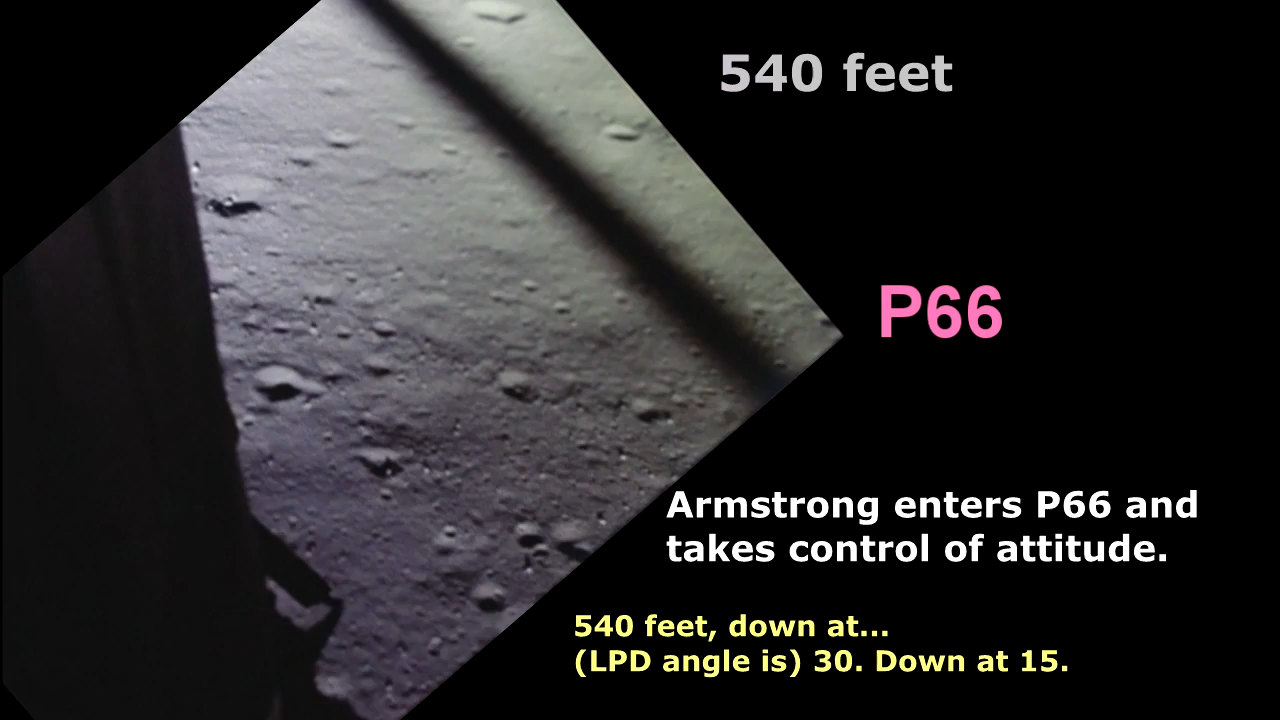 540 feet
P66
Armstrong enters P66 and
takes control of attitude.
540 feet, down at...
(LPD angle is) 30. Down at 15.